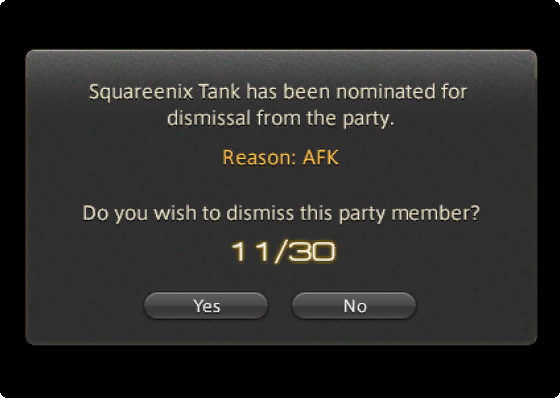 Squareenix Tank has been nominated for
dismissal from the party.
Reason: AFK
Do you wish to dismiss this party member?
11/30
Yes No